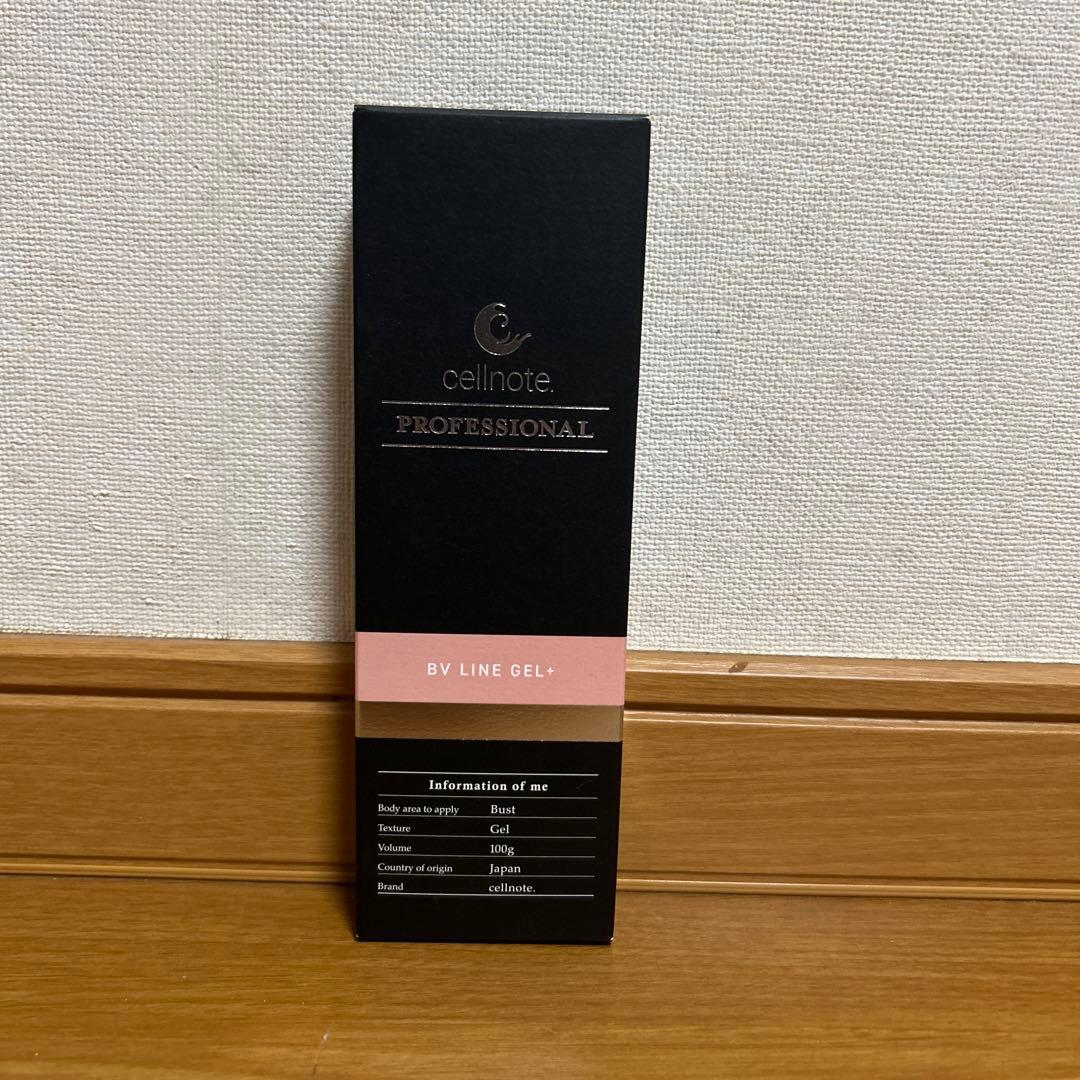 cellnote.
PROFESSIONAL
BV LINE GEL+
Information of me
Body area to apply Bust
Texture Gel
Volume 100g
Country of origin Japan
Brand cellnote.